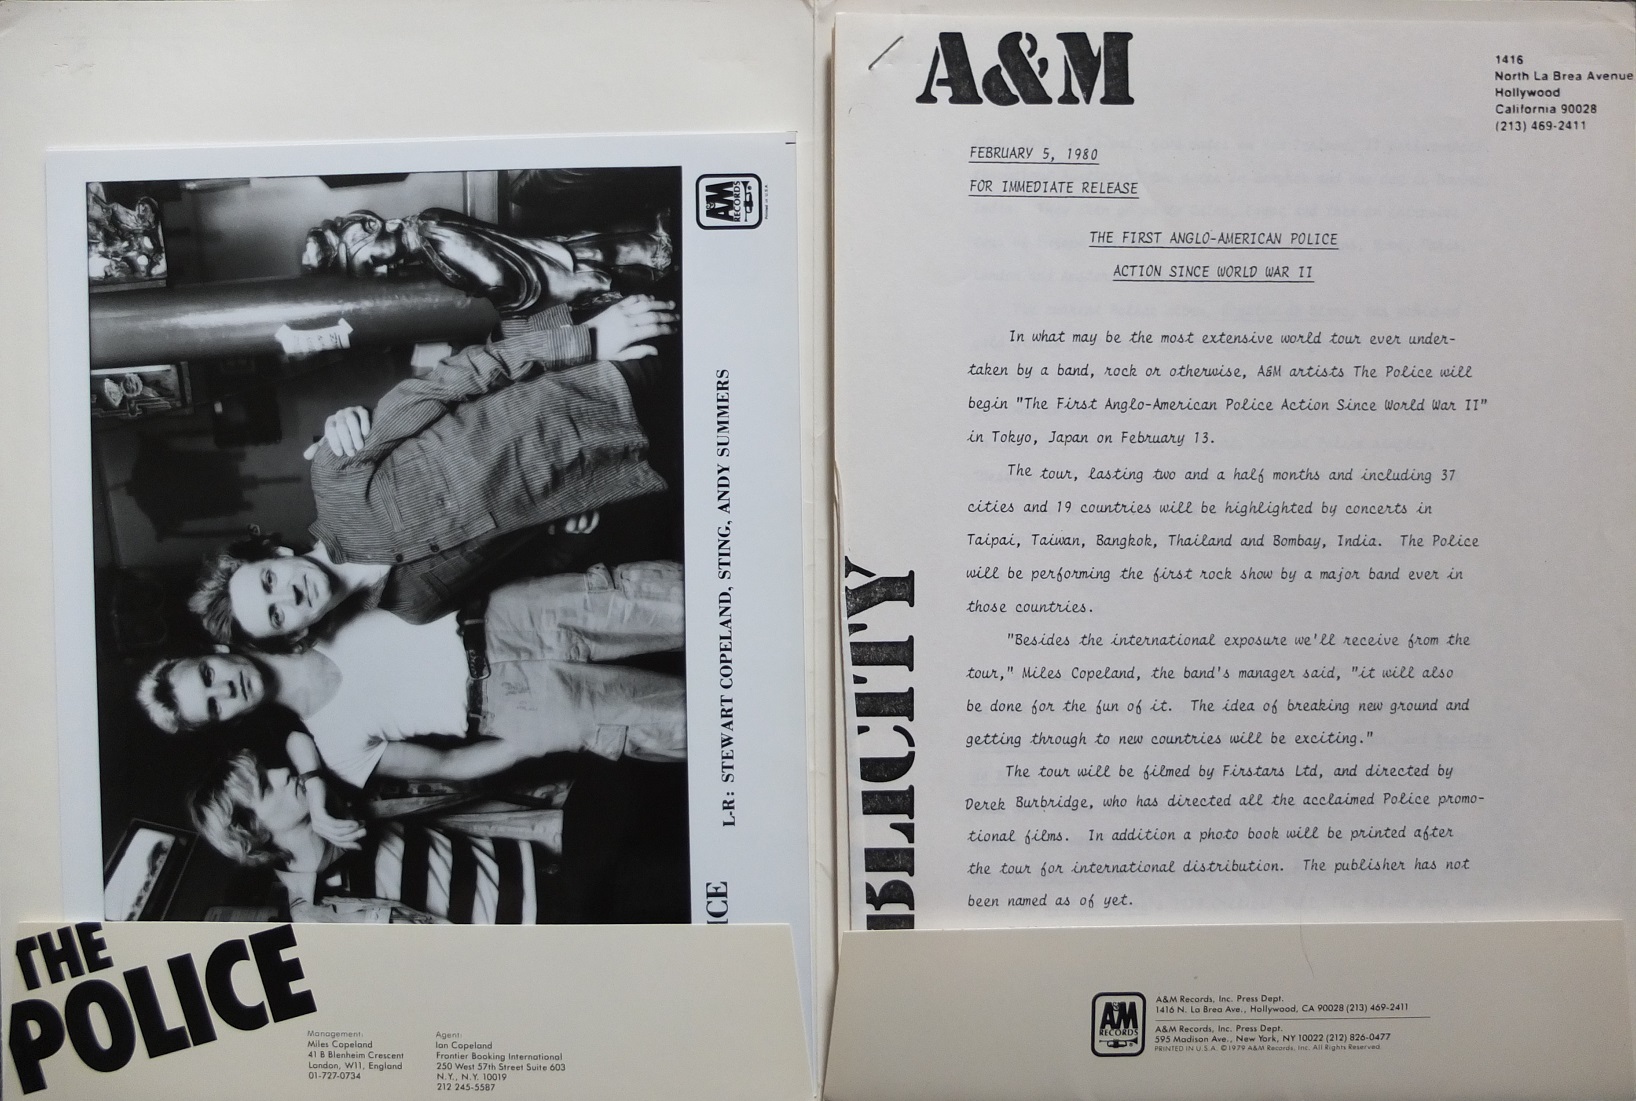 A&M
RECORDS
Printed in U.S.A.
L-R: STEWART COPELAND, STING, ANDY SUMMERS
ICE
THE
POLICE
Management:
Miles Copeland
41 B Blenheim Crescent
London, W11, England
01-727-0734
Agent:
Ian Copeland
Frontier Booking International
250 West 57th Street Suite 603
N.Y., N.Y. 10019
212 245-5587
A&M
1416
North La Brea Avenue
Hollywood
California 90028
(213) 469-2411
BLICITY
FEBRUARY 5, 1980
FOR IMMEDIATE RELEASE
THE FIRST ANGLO-AMERICAN POLICE
ACTION SINCE WORLD WAR II
In what may be the most extensive world tour ever under-
taken by a band, rock or otherwise, A&M artists The Police will
begin "The First Anglo-American Police Action Since World War II"
in Tokyo, Japan on February 13.
The tour, lasting two and a half months and including 37
cities and 19 countries will be highlighted by concerts in
Taipai, Taiwan, Bangkok, Thailand and Bombay, India. The Police
will be performing the first rock show by a major band ever in
those countries.
"Besides the international exposure we'll receive from the
tour," Miles Copeland, the band's manager said, "it will also
be done for the fun of it. The idea of breaking new ground and
getting through to new countries will be exciting."
The tour will be filmed by Firstars Ltd, and directed by
Derek Burbridge, who has directed all the acclaimed Police promo-
tional films. In addition a photo book will be printed after
the tour for international distribution. The publisher has not
been named as of yet.
A&M
RECORDS
A&M Records, Inc. Press Dept.
1416 N. La Brea Ave., Hollywood, CA 90028 (213) 469-2411
A&M Records, Inc. Press Dept.
595 Madison Ave., New York, NY 10022 (212) 826-0477
PRINTED IN U.S.A. ©1979 A&M Records, Inc. All Rights Reserved.